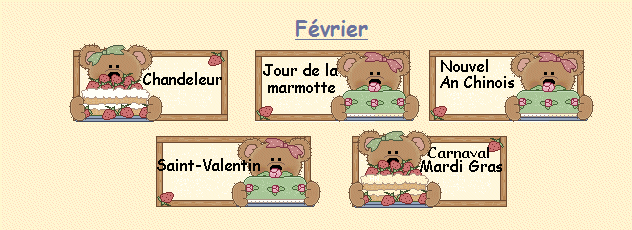 Février
Chandeleur
Jour de la
marmotte
Nouvel
An Chinois
Saint-Valentin
Carnaval
Mardi Gras